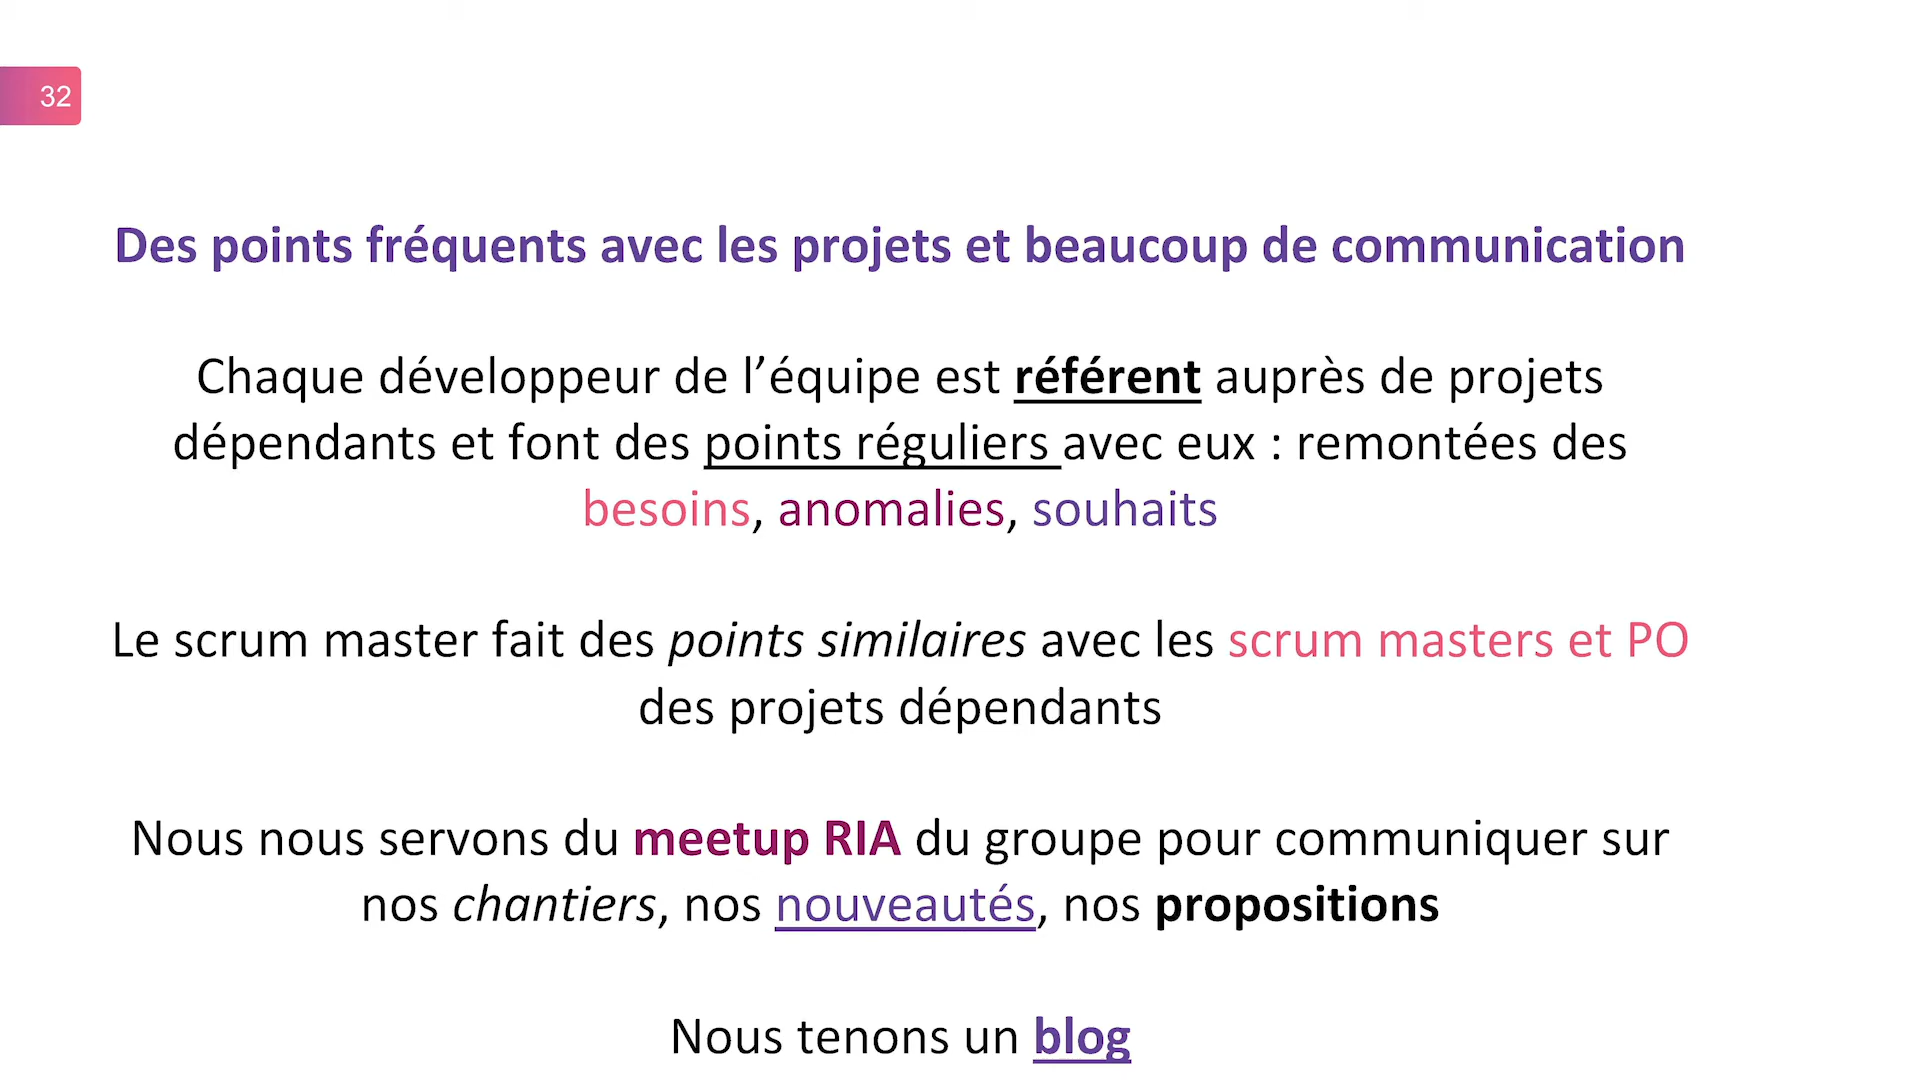 32
Des points fréquents avec les projets et beaucoup de communication
Chaque développeur de l’équipe est référent auprès de projets
dépendants et font des points réguliers avec eux : remontées des
besoins, anomalies, souhaits
Le scrum master fait des points similaires avec les scrum masters et PO
des projets dépendants
Nous nous servons du meetup RIA du groupe pour communiquer sur
nos chantiers, nos nouveautés, nos propositions
Nous tenons un blog